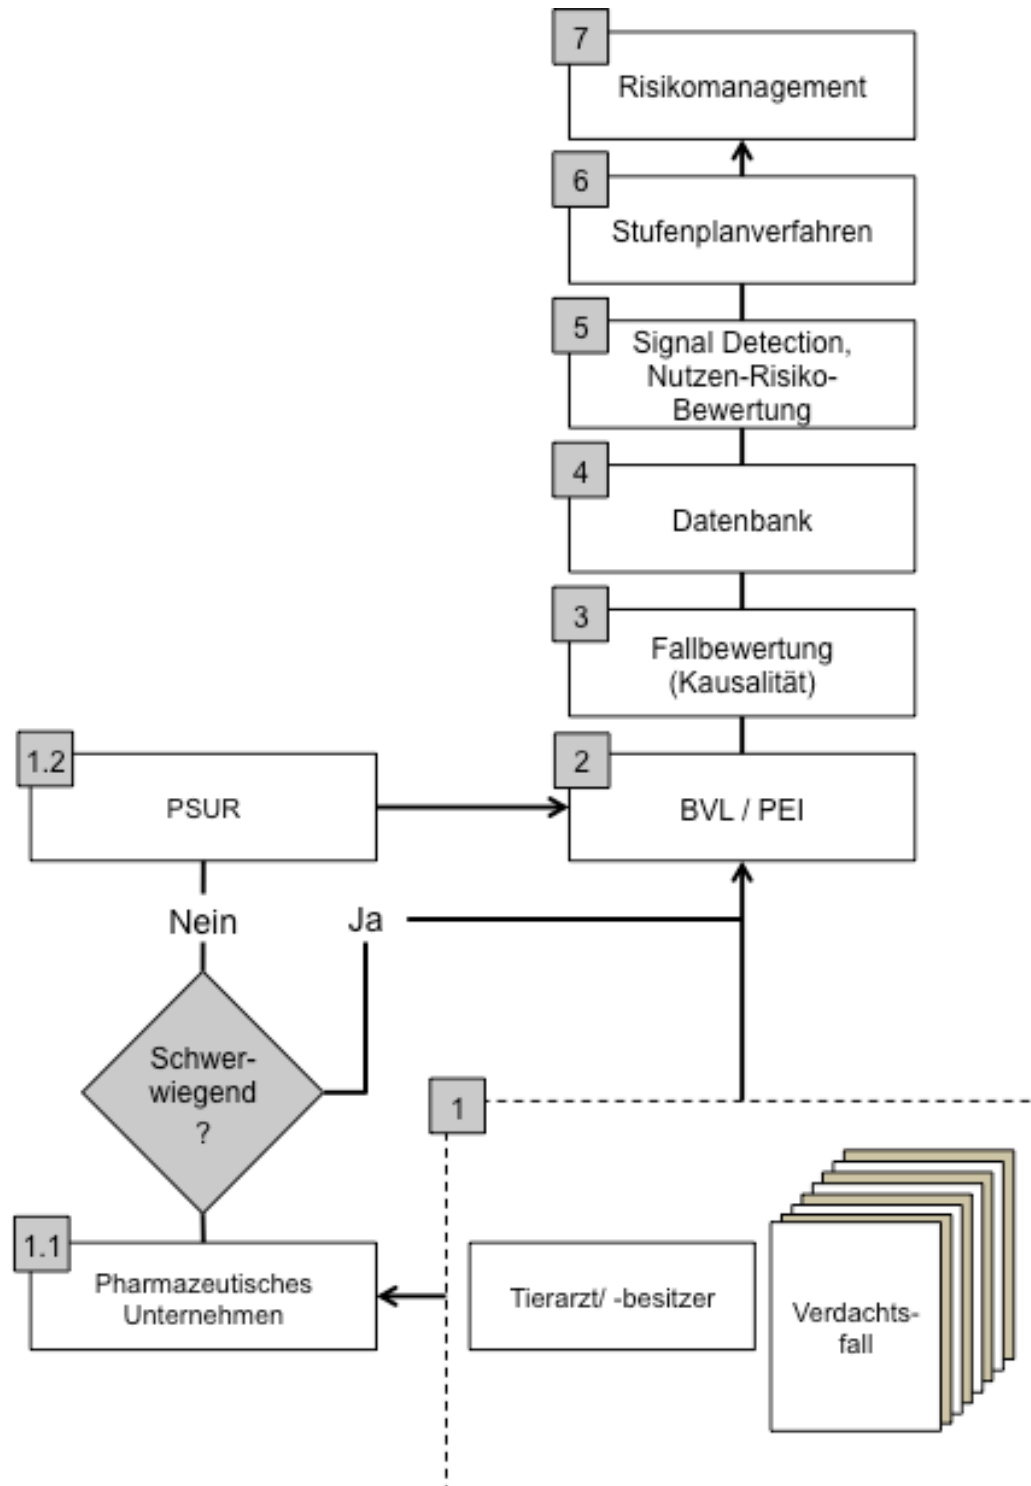 7
Risikomanagement
6
Stufenplanverfahren
5
Signal Detection,
Nutzen-Risiko-
Bewertung
4
Datenbank
3
Fallbewertung
(Kausalität)
1.2
PSUR
2
BVL / PEI
Nein
Ja
Schwer-
wiegend
?
1
1.1
Pharmazeutisches
Unternehmen
Tierarzt/ -besitzer
Verdachts-
fall